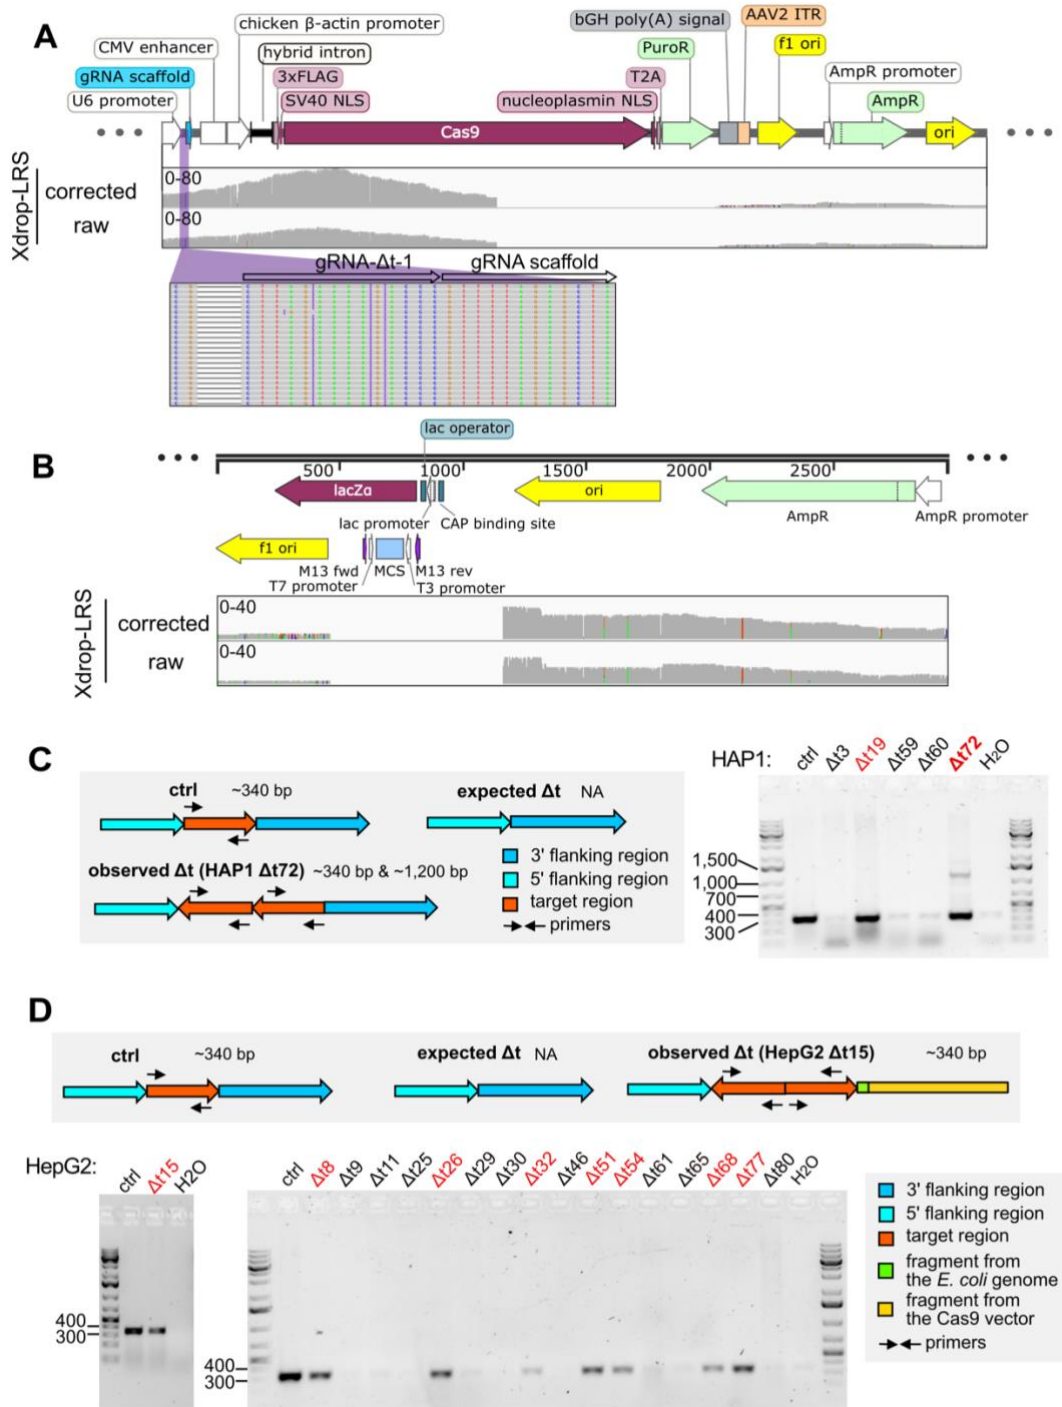 A
chicken β-actin promoter
bGH poly(A) signal
AAV2 ITR
CMV enhancer
hybrid intron
PuroR
f1 ori
gRNA scaffold
3xFLAG
T2A
AmpR promoter
U6 promoter
SV40 NLS
nucleoplasmin NLS
AmpR
Cas9
ori
Xdrop-LRS
corrected
0-80
raw
0-80
gRNA-Δt-1
gRNA scaffold
B
lac operator
500
1000
1500
2000
2500
lacZα
ori
AmpR
AmpR promoter
lac promoter
CAP binding site
f1 ori
M13 fwd
MCS
M13 rev
T7 promoter
T3 promoter
Xdrop-LRS
corrected
0-40
raw
0-40
C
ctrl ~340 bp
expected Δt NA
observed Δt (HAP1 Δt72) ~340 bp & ~1,200 bp
3' flanking region
5' flanking region
target region
primers
HAP1: ctrl Δt3 Δt19 Δt59 Δt60 Δt72 H2O
1,500
1,000
700
400
300
D
ctrl ~340 bp
expected Δt NA
observed Δt (HepG2 Δt15) ~340 bp
HepG2: ctrl Δt15 H2O
ctrl Δt8 Δt9 Δt11 Δt25 Δt26 Δt29 Δt30 Δt32 Δt46 Δt51 Δt54 Δt61 Δt65 Δt68 Δt77 Δt80 H2O
400
300
400
300
3' flanking region
5' flanking region
target region
fragment from
the E. coli genome
fragment from
the Cas9 vector
primers